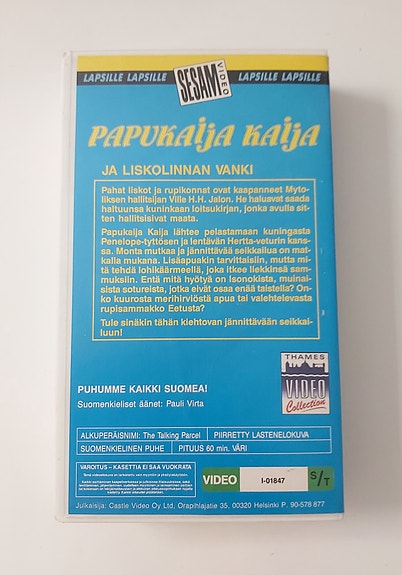 LAPSILLE LAPSILLE SESAM VIDEO LAPSILLE LAPSILLE
PAPUKAIJA KAIJA
JA LISKOLINNAN VANKI
Pahat liskot ja rupikonnat ovat kaapanneet Myto-
liksen hallitsijan Ville H.H. Jalon. He haluavat saada
haltuunsa kuninkaan loitsukirjan, jonka avulla sit-
ten hallitsisivat maata.
Papukaija Kaija lähtee pelastamaan kuningasta
Penelope-tyttösen ja lentävän Hertta-veturin kans-
sa. Monta mutkaa ja jännittävää seikkailua on mat-
kalla mukana. Lisäapuakin tarvittaisiin, mutta mi-
tä tehdä lohikäärmeellä, joka itkee liekkinsä sam-
muksiin. Entä mitä hyötyä on Isonokista, muinai-
sista sotureista, jotka eivät osaa enää taistella? On-
ko kuurosta merihirviöstä apua tai valehtelevasta
rupisammakko Eetusta?
Tule sinäkin tähän kiehtovan jännittävään seikkai-
luun!
THAMES
VIDEO
Collection
PUHUMME KAIKKI SUOMEA!
Suomenkieliset äänet: Pauli Virta
ALKUPERÄISNIMI: The Talking Parcel PIIRRETTY LASTENELOKUVA
SUOMENKIELINEN PUHE PITUUS 60 min. VÄRI
VAROITUS – KASETTIA EI SAA VUOKRATA
VIDEO I-01847 S/T
Julkaisija: Castle Video Oy Ltd, Orapihlajatie 35, 00320 Helsinki P. 90-578 677